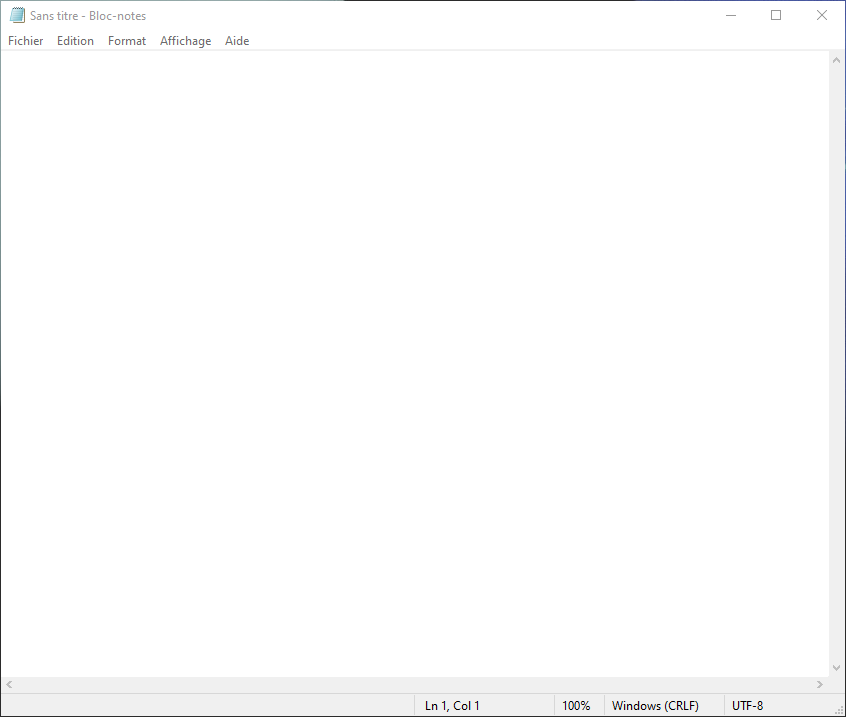 Sans titre - Bloc-notes
Fichier Edition Format Affichage Aide
Ln 1, Col 1 100% Windows (CRLF) UTF-8